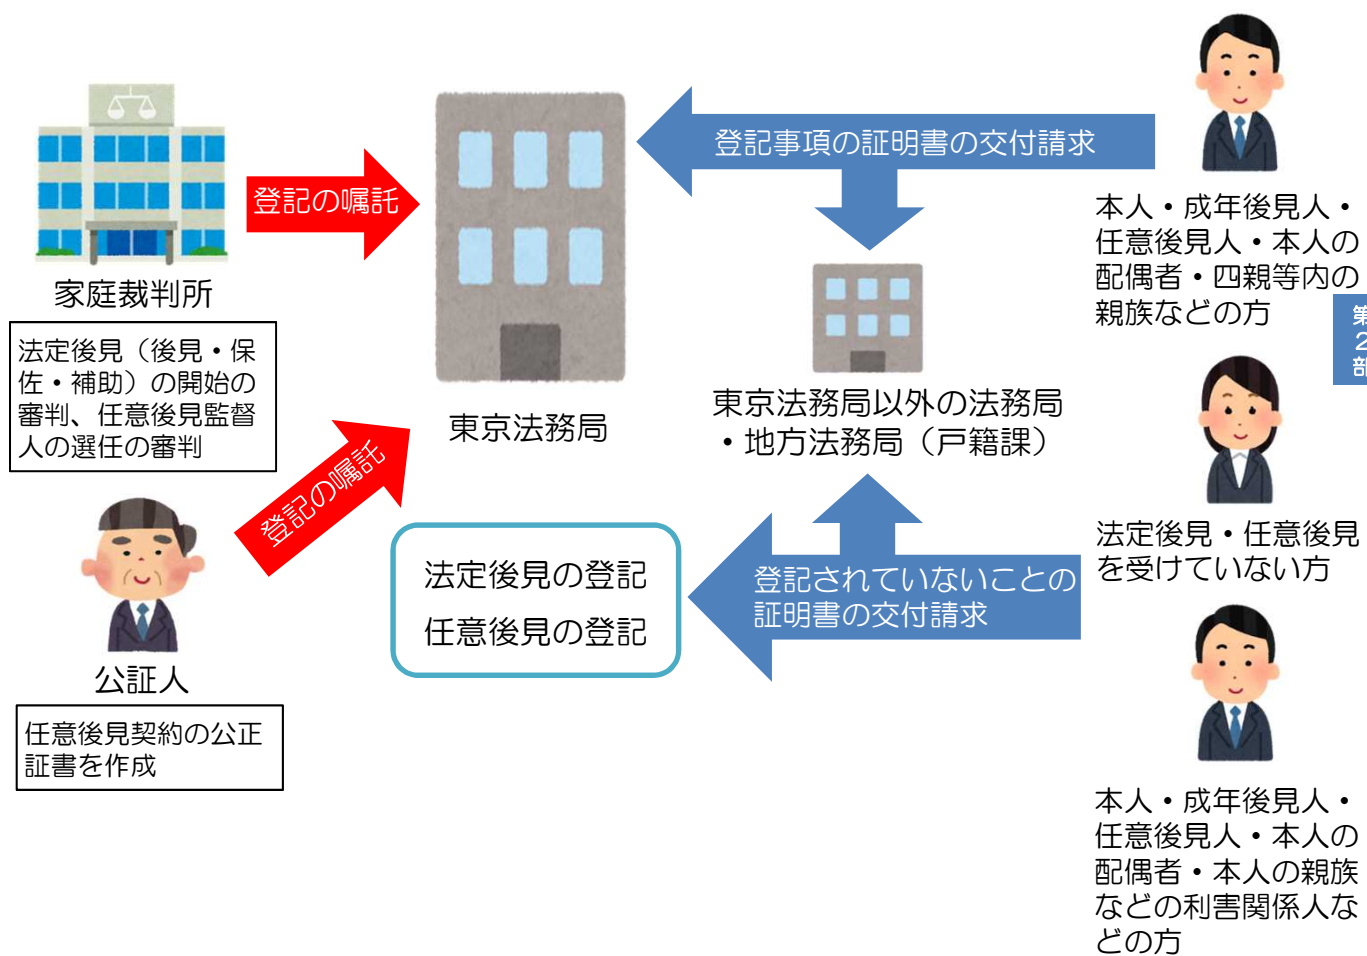 登記の嘱託
家庭裁判所
法定後見（後見・保
佐・補助）の開始の
審判、任意後見監督
人の選任の審判
登記の嘱託
公証人
任意後見契約の公正
証書を作成
東京法務局
法定後見の登記
任意後見の登記
登記事項の証明書の交付請求
東京法務局以外の法務局
・地方法務局（戸籍課）
登記されていないことの
証明書の交付請求
本人・成年後見人・
任意後見人・本人の
配偶者・四親等内の
親族などの方
第2部
法定後見・任意後見
を受けていない方
本人・成年後見人・
任意後見人・本人の
配偶者・本人の親族
などの利害関係人な
どの方